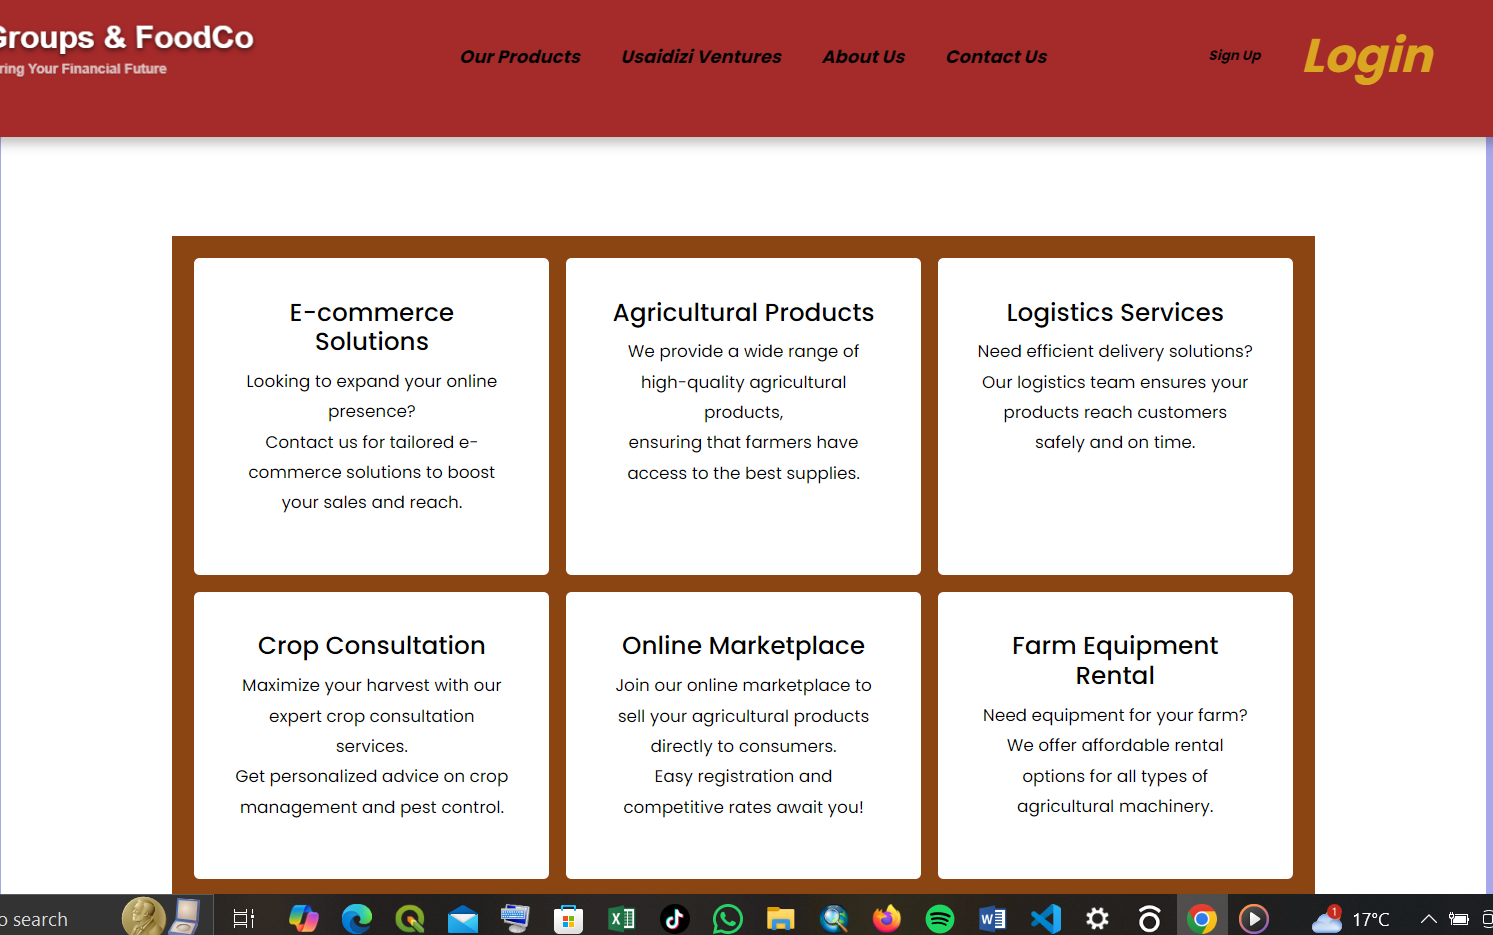 Groups & FoodCo
ring Your Financial Future
Our Products
Usaidizi Ventures
About Us
Contact Us
Sign Up
Login
E-commerce
Solutions
Looking to expand your online
presence?
Contact us for tailored e-
commerce solutions to boost
your sales and reach.
Agricultural Products
We provide a wide range of
high-quality agricultural
products,
ensuring that farmers have
access to the best supplies.
Logistics Services
Need efficient delivery solutions?
Our logistics team ensures your
products reach customers
safely and on time.
Crop Consultation
Maximize your harvest with our
expert crop consultation
services.
Get personalized advice on crop
management and pest control.
Online Marketplace
Join our online marketplace to
sell your agricultural products
directly to consumers.
Easy registration and
competitive rates await you!
Farm Equipment
Rental
Need equipment for your farm?
We offer affordable rental
options for all types of
agricultural machinery.
o search
1
17°C